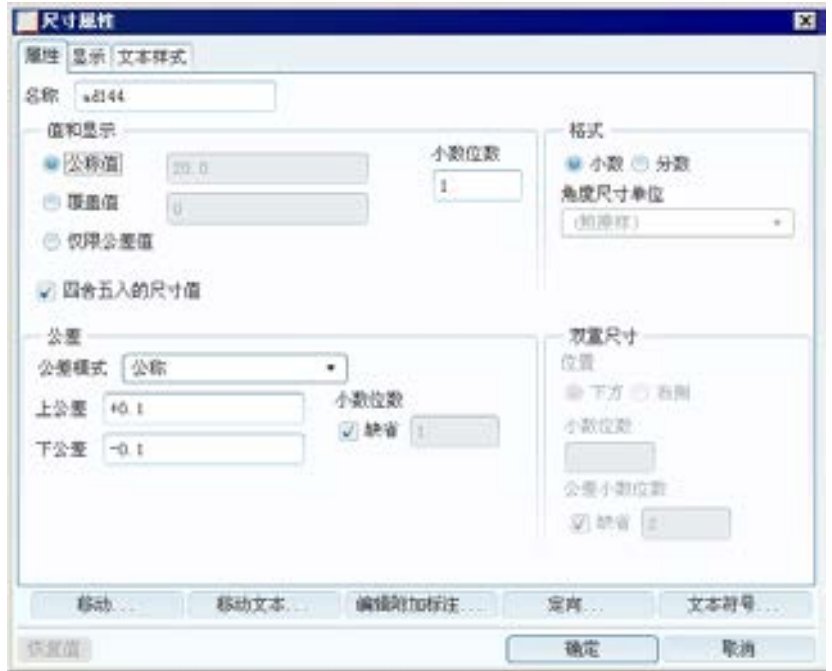 尺寸属性
属性 显示 文本样式
名称 ad144
值和显示
公称值 20.0
小数位数
1
覆盖值 0
仅限公差值
四舍五入的尺寸值
格式
小数 分数
角度尺寸单位
(照原样)
公差
公差模式 公称
上公差 +0.1
下公差 -0.1
小数位数
缺省 1
双重尺寸
位置
下方 右侧
小数位数
公差小数位数
缺省
移动... 移动文本... 编辑附加标注... 定向... 文本符号...
恢复值 确定 取消